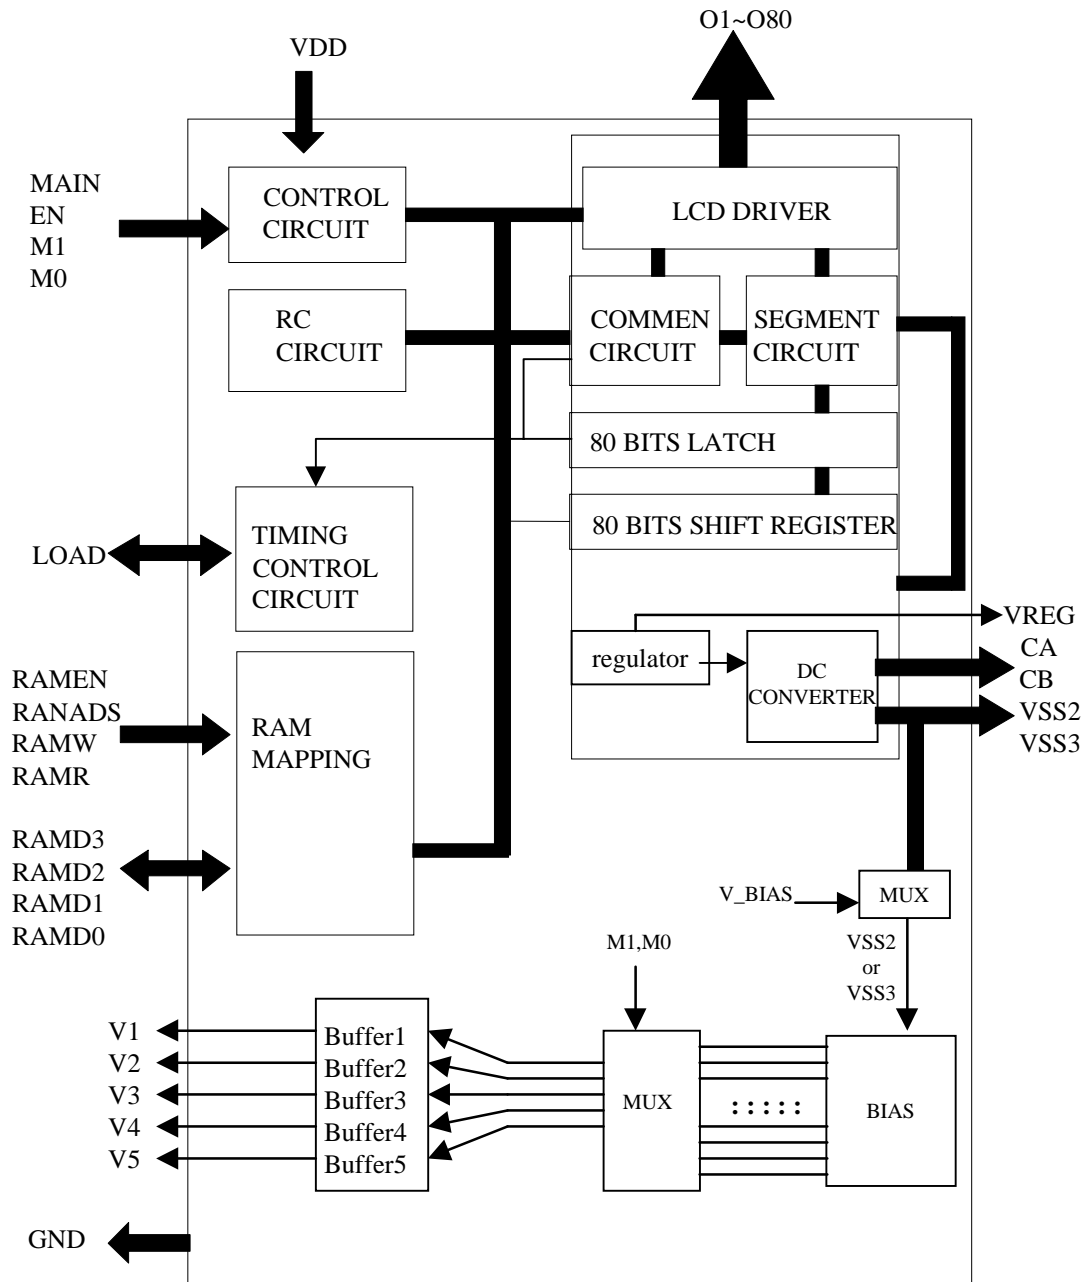 O1~O80
VDD
MAIN
EN
M1
M0
CONTROL
CIRCUIT
LCD DRIVER
RC
CIRCUIT
COMMEN
CIRCUIT
SEGMENT
CIRCUIT
80 BITS LATCH
80 BITS SHIFT REGISTER
LOAD
TIMING
CONTROL
CIRCUIT
regulator
DC
CONVERTER
VREG
CA
CB
VSS2
VSS3
RAMEN
RANADS
RAMW
RAMR
RAM
MAPPING
RAMD3
RAMD2
RAMD1
RAMD0
V_BIAS
MUX
VSS2
or
VSS3
M1,M0
V1
V2
V3
V4
V5
Buffer1
Buffer2
Buffer3
Buffer4
Buffer5
MUX
: : : : :
BIAS
GND